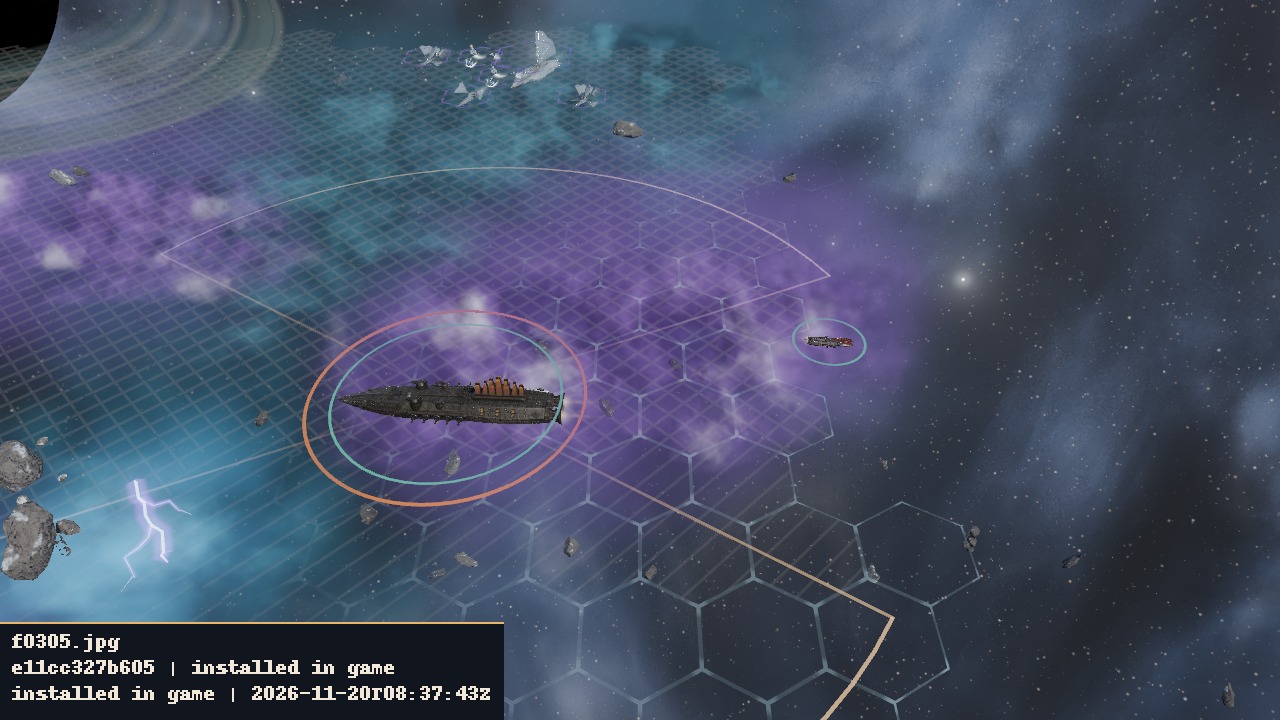 f0305.jpg
e11cc327b605 | installed in game
installed in game | 2026-11-20T08:37:43Z